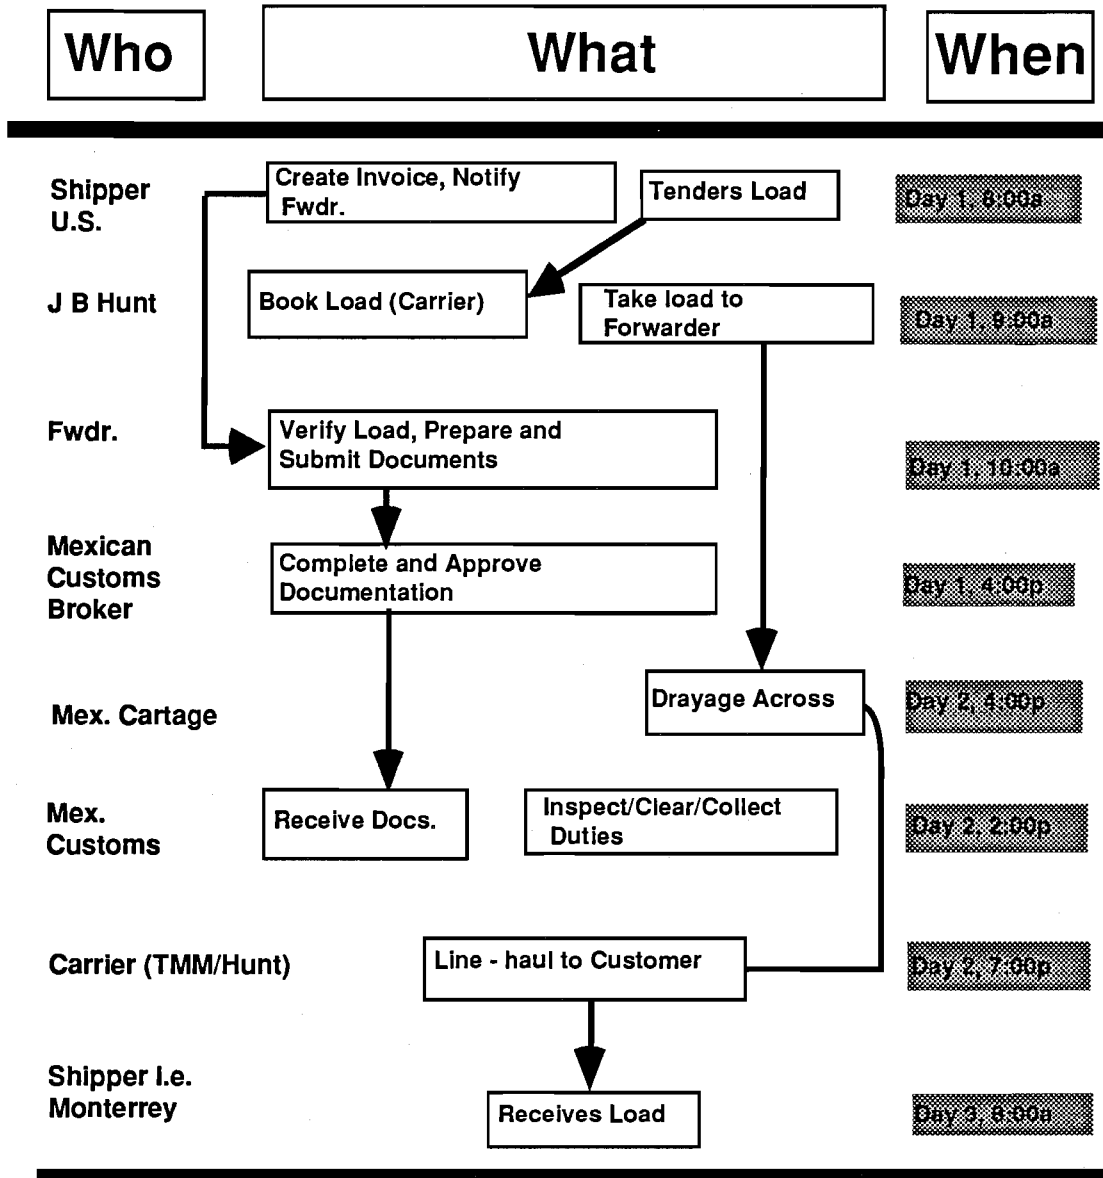 Who
What
When
Shipper
U.S.
Create Invoice, Notify
Fwdr.
Tenders Load
Day 1, 8:00a
J B Hunt
Book Load (Carrier)
Take load to
Forwarder
Day 1, 9:00a
Fwdr.
Verify Load, Prepare and
Submit Documents
Day 1, 10:00a
Mexican
Customs
Broker
Complete and Approve
Documentation
Day 1, 4:00p
Mex. Cartage
Drayage Across
Day 2, 4:00p
Mex.
Customs
Receive Docs.
Inspect/Clear/Collect
Duties
Day 2, 2:00p
Carrier (TMM/Hunt)
Line - haul to Customer
Day 2, 7:00p
Shipper I.e.
Monterrey
Receives Load
Day 3, 8:00a